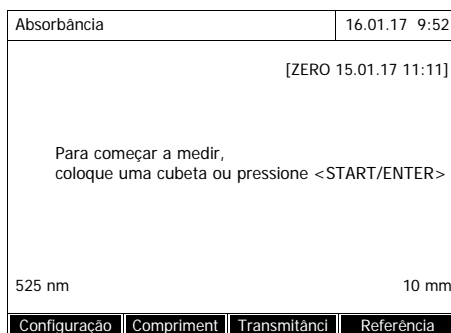 Absorbância 16.01.17 9:52
[ZERO 15.01.17 11:11]
Para começar a medir,
coloque uma cubeta ou pressione <START/ENTER>
525 nm 10 mm
Configuração Compriment Transmitânci Referência